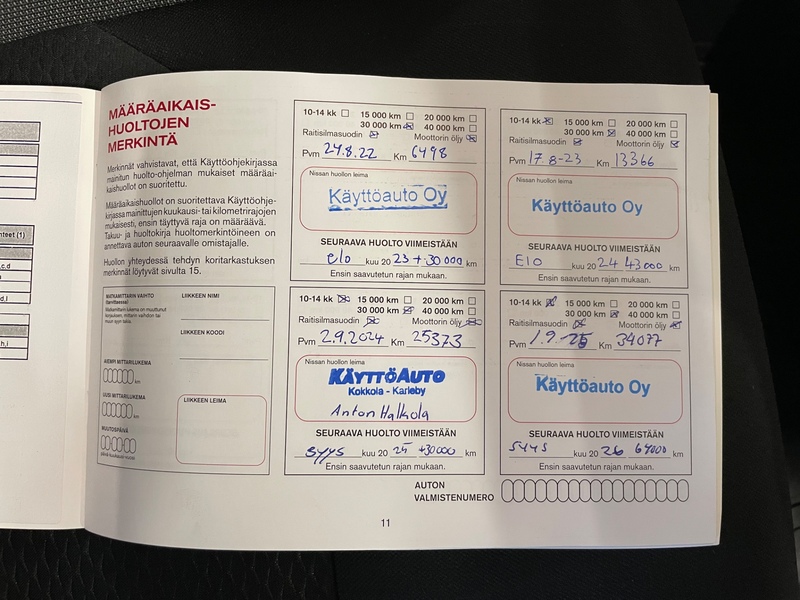 MÄÄRÄAIKAIS-
HUOLTOJEN
MERKINTÄ
Merkinnät vahvistavat, että Käyttöohjekirjassa
mainitun huolto-ohjelman mukaiset määräai-
kaishuollot on suoritettu.
Määräaikaishuollot on suoritettava Käyttöohje-
kirjassa mainittujen kuukausi- tai kilometrirajojen
mukaisesti, ensin täyttyvä raja on määräävä.
Takuu- ja huoltokirja huoltomerkintöineen on
annettava auton seuraavalle omistajalle.
Huollon yhteydessä tehdyn koritarkastuksen
merkinnät löytyvät sivulta 15.
MATKAMITTARIN VAIHTO
(tarvittaessa)
LIIKKEEN NIMI
LIIKKEEN KOODI
AIEMPI MITTARILUKEMA
km
UUSI MITTARILUKEMA
km
MUUTOSPÄIVÄ
LIIKKEEN LEIMA
10-14 kk 15 000 km 20 000 km
30 000 km 40 000 km
Raitisilmasuodin Moottorin öljy
Pvm 24.8.22 Km 6498
Nissan huollon leima
Käyttöauto Oy
SEURAAVA HUOLTO VIIMEISTÄÄN
elo kuu 20 23 + 30 000 km
Ensin saavutetun rajan mukaan.
10-14 kk 15 000 km 20 000 km
30 000 km 40 000 km
Raitisilmasuodin Moottorin öljy
Pvm 17.8-23 Km 13366
Nissan huollon leima
Käyttöauto Oy
SEURAAVA HUOLTO VIIMEISTÄÄN
Elo kuu 20 24 43000 km
Ensin saavutetun rajan mukaan.
10-14 kk 15 000 km 20 000 km
30 000 km 40 000 km
Raitisilmasuodin Moottorin öljy
Pvm 2.9.2024 Km 25373
Nissan huollon leima
KÄYTTÖAUTO
Kokkola - Karleby
Anton Halkola
SEURAAVA HUOLTO VIIMEISTÄÄN
syys kuu 20 25 +30000 km
Ensin saavutetun rajan mukaan.
10-14 kk 15 000 km 20 000 km
30 000 km 40 000 km
Raitisilmasuodin Moottorin öljy
Pvm 1.9.-25 Km 34077
Nissan huollon leima
Käyttöauto Oy
SEURAAVA HUOLTO VIIMEISTÄÄN
syys kuu 20 26 64000 km
Ensin saavutetun rajan mukaan.
AUTON
VALMISTENUMERO
11